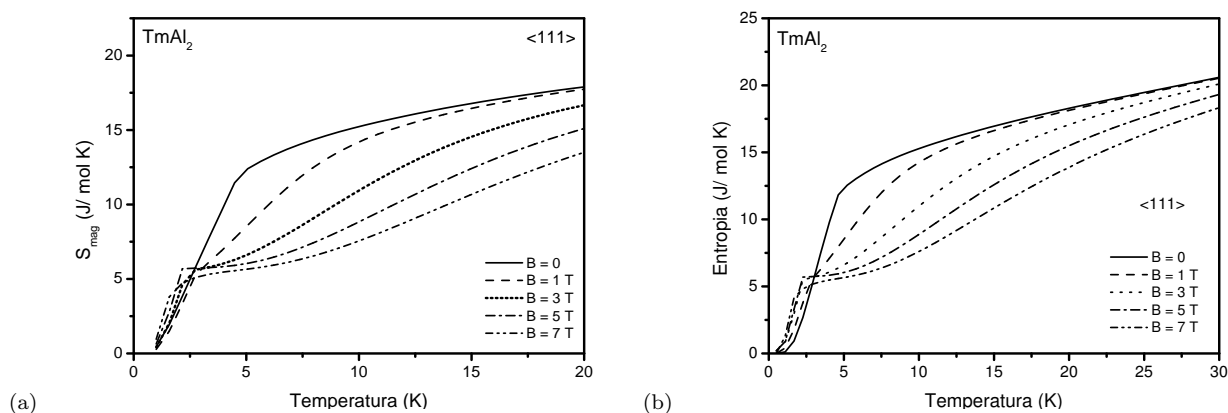 TmAl₂
<111>
S_mag (J/ mol K)
20
15
10
5
0
B = 0
B = 1 T
B = 3 T
B = 5 T
B = 7 T
0 5 10 15 20
Temperatura (K)
(a)
TmAl₂
Entropia (J/ mol K)
25
20
15
10
5
0
<111>
B = 0
B = 1 T
B = 3 T
B = 5 T
B = 7 T
0 5 10 15 20 25 30
Temperatura (K)
(b)